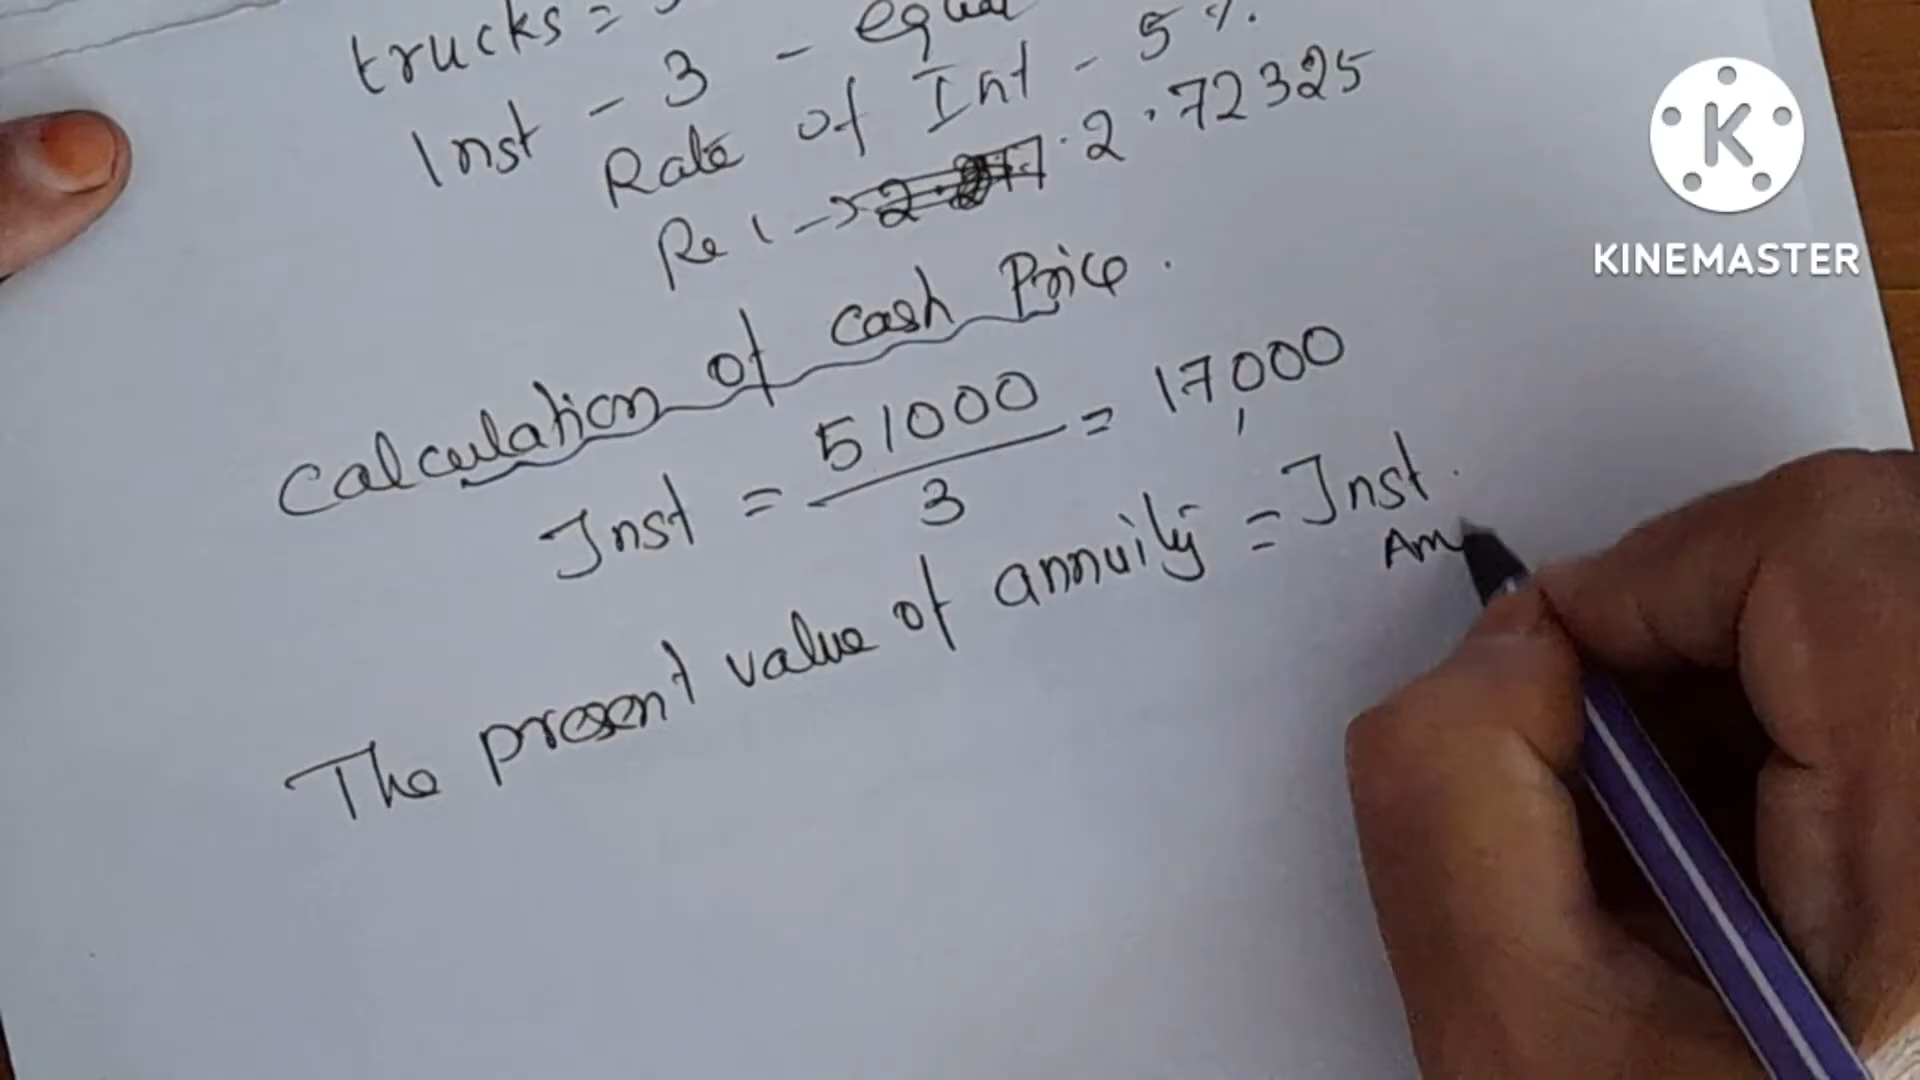 trucks =
Inst - 3 - equal
Rate of Int - 5%.
Re 1 → 2.72325
Calculation of cash Price.
Inst = 51000 / 3 = 17,000
The present value of annuity = Inst.
Am
K
KINEMASTER